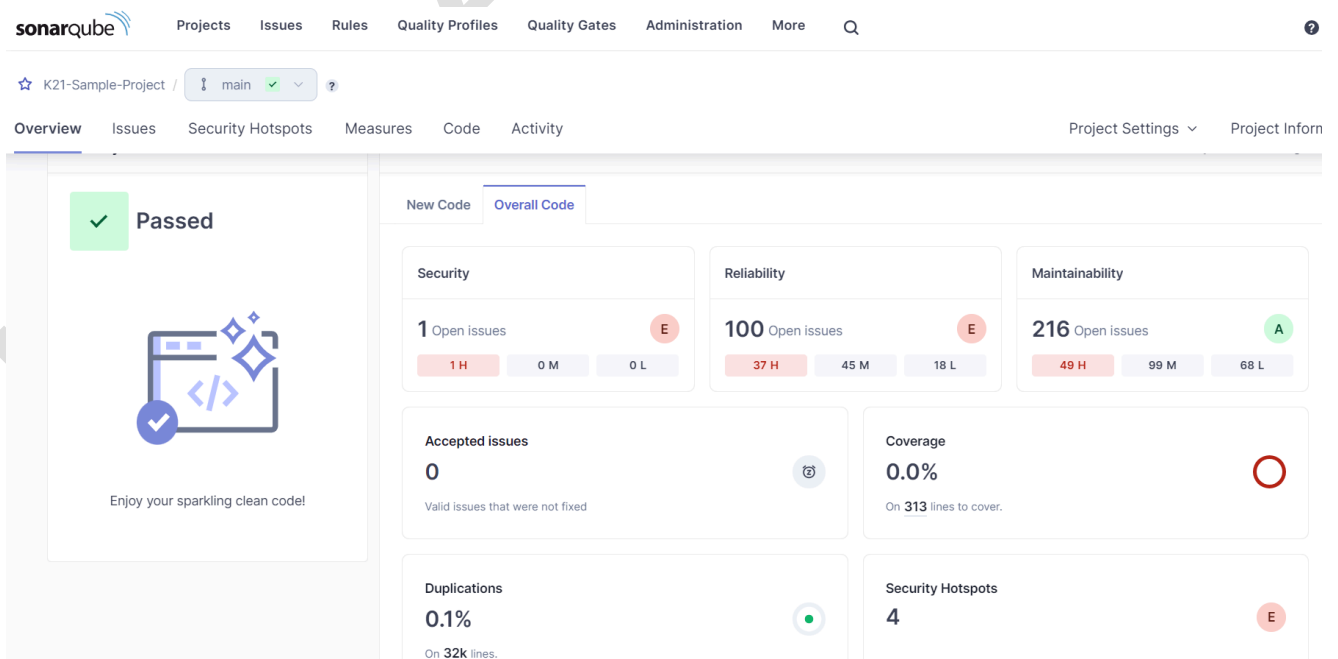 sonarqube Projects Issues Rules Quality Profiles Quality Gates Administration More ?
K21-Sample-Project / main ?
Overview Issues Security Hotspots Measures Code Activity Project Settings Project Inform
Passed
Enjoy your sparkling clean code!
New Code Overall Code
Security
1 Open issues E
1 H 0 M 0 L
Reliability
100 Open issues E
37 H 45 M 18 L
Maintainability
216 Open issues A
49 H 99 M 68 L
Accepted issues
0
Valid issues that were not fixed
Coverage
0.0%
On 313 lines to cover.
Duplications
0.1%
On 32k lines.
Security Hotspots
4 E